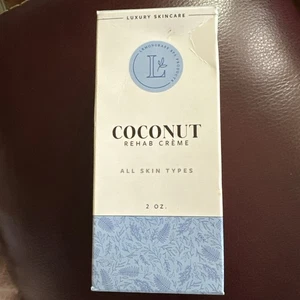 LUXURY SKINCARE
L
COCONUT
REHAB CRÈME
ALL SKIN TYPES
2 OZ.